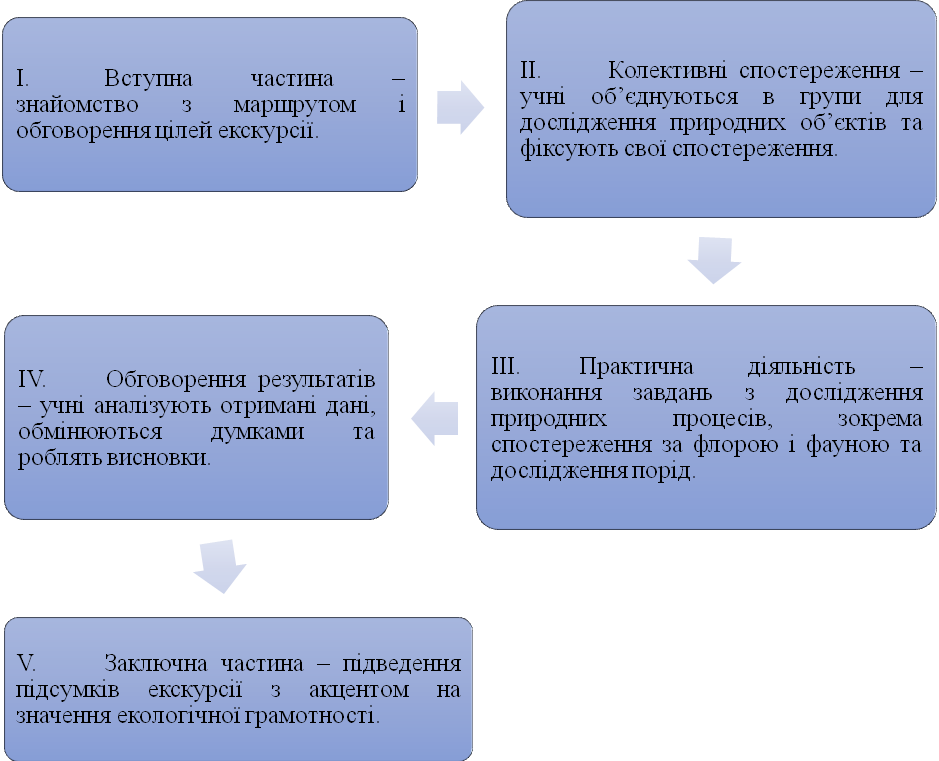 I. Вступна частина –
знайомство з маршрутом і
обговорення цілей екскурсії.
II. Колективні спостереження –
учні об’єднуються в групи для
дослідження природних об’єктів та
фіксують свої спостереження.
III. Практична діяльність –
виконання завдань з дослідження
природних процесів, зокрема
спостереження за флорою і фауною та
дослідження порід.
IV. Обговорення результатів
– учні аналізують отримані дані,
обмінюються думками та
роблять висновки.
V. Заключна частина – підведення
підсумків екскурсії з акцентом на
значення екологічної грамотності.